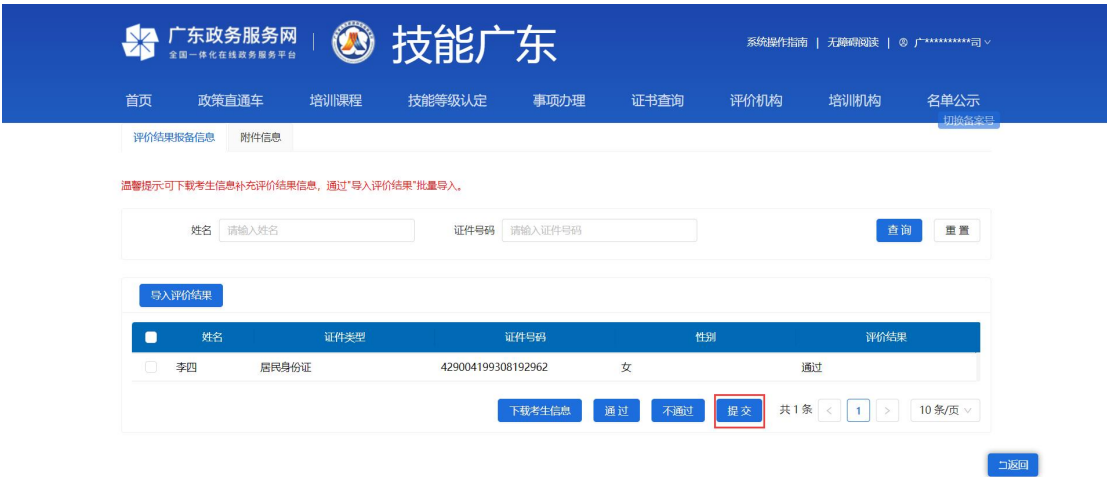 广东政务服务网
全国一体化在线政务服务平台
技能广东
系统操作指南 | 无障碍阅读 | 广**********司
首页 政策直通车 培训课程 技能等级认定 事项办理 证书查询 评价机构 培训机构 名单公示
切换备案号
评价结果报备信息 附件信息
温馨提示:可下载考生信息补充评价结果信息，通过"导入评价结果"批量导入。
姓名 请输入姓名 证件号码 请输入证件号码 查询 重置
导入评价结果
姓名 证件类型 证件号码 性别 评价结果
李四 居民身份证 429004199308192962 女 通过
下载考生信息 通过 不通过 提交 共1条 < 1 > 10条/页
返回